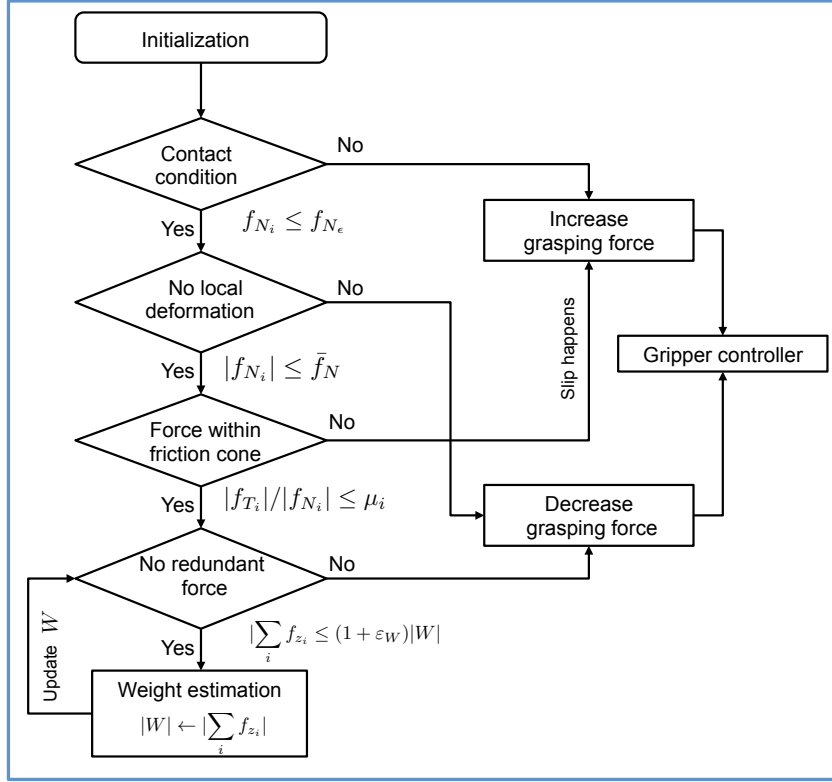 Initialization
Contact
condition
No
Yes
f_{N_i} ≤ f_{N_ϵ}
Increase
grasping force
No local
deformation
No
Yes
|f_{N_i}| ≤ f̄_N
Slip happens
Gripper controller
Force within
friction cone
No
Yes
|f_{T_i}|/|f_{N_i}| ≤ μ_i
Decrease
grasping force
No redundant
force
No
Yes
|∑_i f_{z_i} ≤ (1 + ε_W)|W|
Update W
Weight estimation
|W| ← |∑_i f_{z_i}|